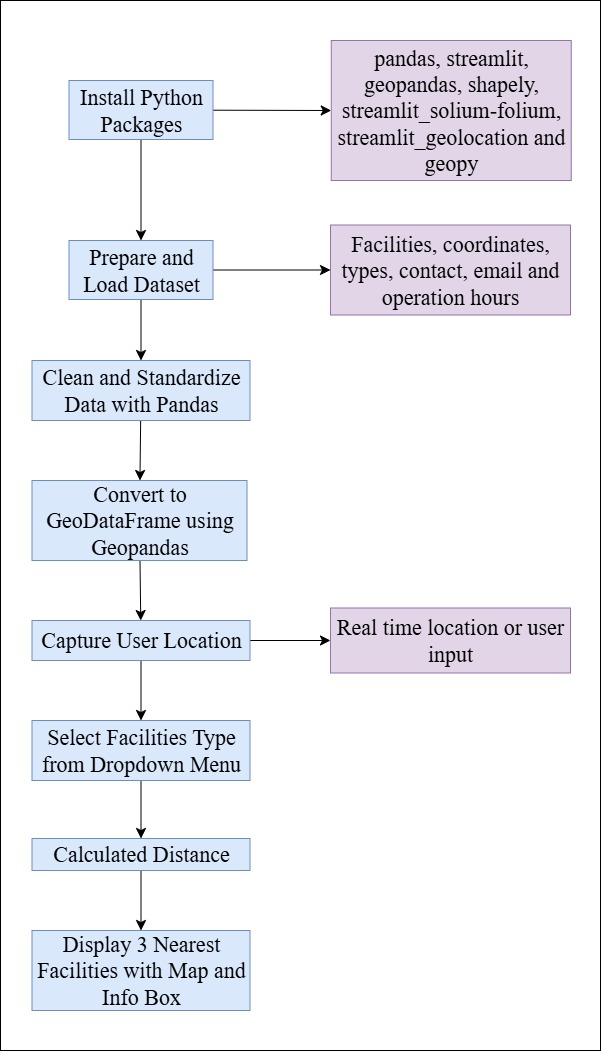 Install Python
Packages
pandas, streamlit,
geopandas, shapely,
streamlit_solium-folium,
streamlit_geolocation and
geopy
Prepare and
Load Dataset
Facilities, coordinates,
types, contact, email and
operation hours
Clean and Standardize
Data with Pandas
Convert to
GeoDataFrame using
Geopandas
Capture User Location
Real time location or user
input
Select Facilities Type
from Dropdown Menu
Calculated Distance
Display 3 Nearest
Facilities with Map and
Info Box